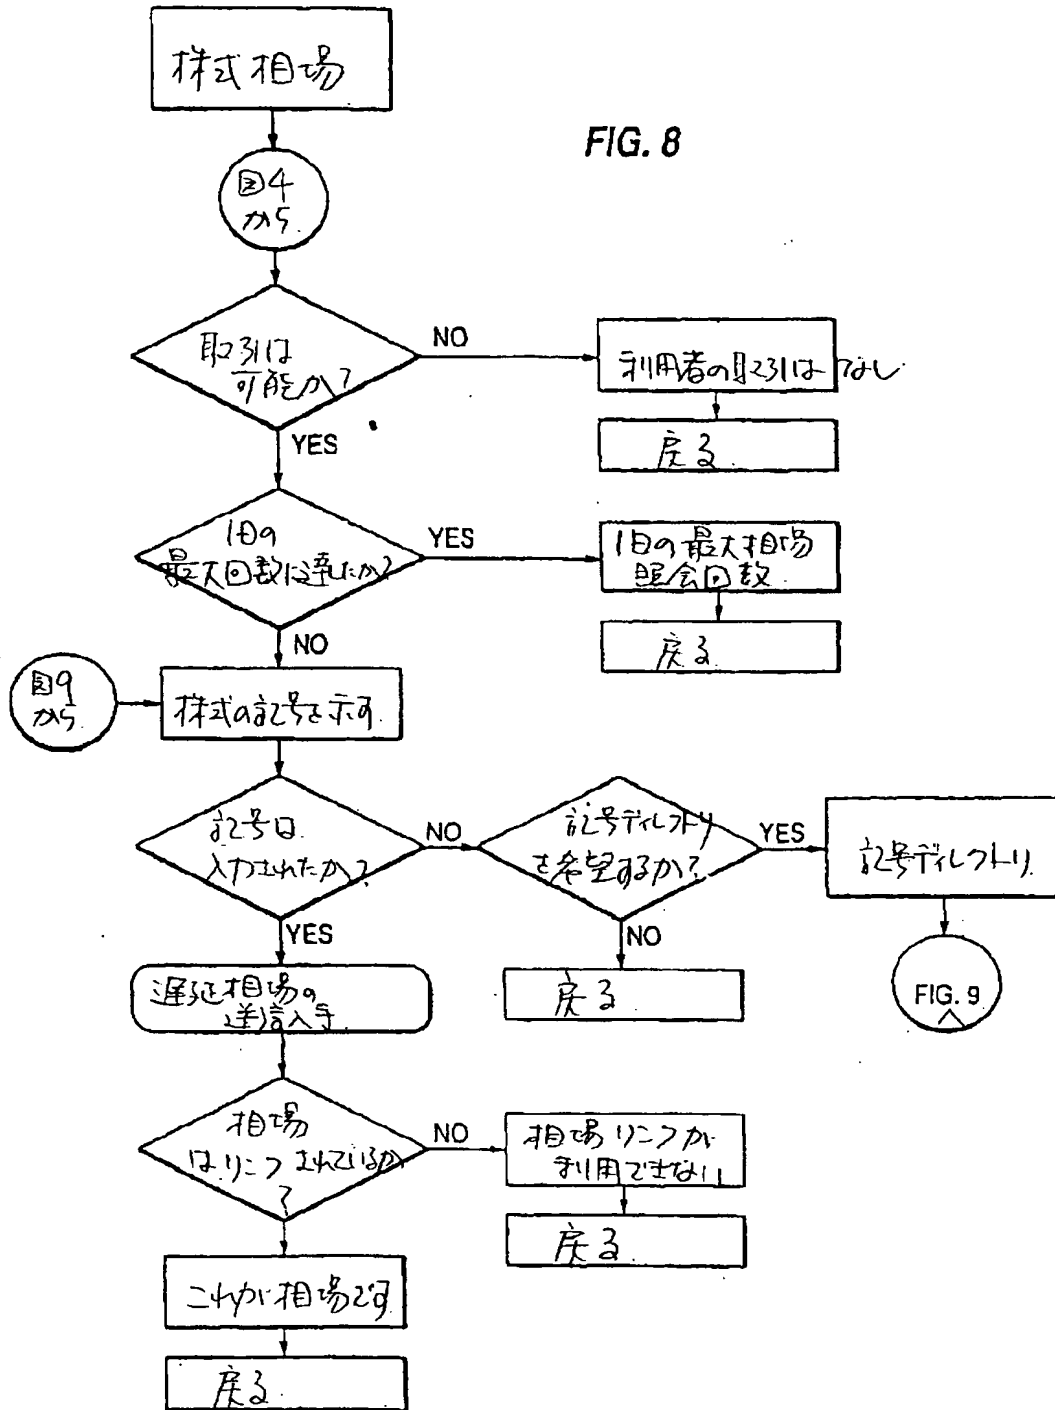 株式相場
FIG. 8
図4
から
取引は
可能か?
NO
利用者の取引はなし
戻る
YES
1日の
最大回数に達したか?
YES
1日の最大相場
照会回数
戻る
NO
図9
から
株式の記号を示す
記号は
入力されたか?
NO
記号ディレクトリ
を希望するか?
YES
記号ディレクトリ
FIG. 9
へ
NO
戻る
YES
遅延相場の
送信入手
相場
はリンクされているか
?
NO
相場リンクが
利用できない
戻る
これが相場です
戻る